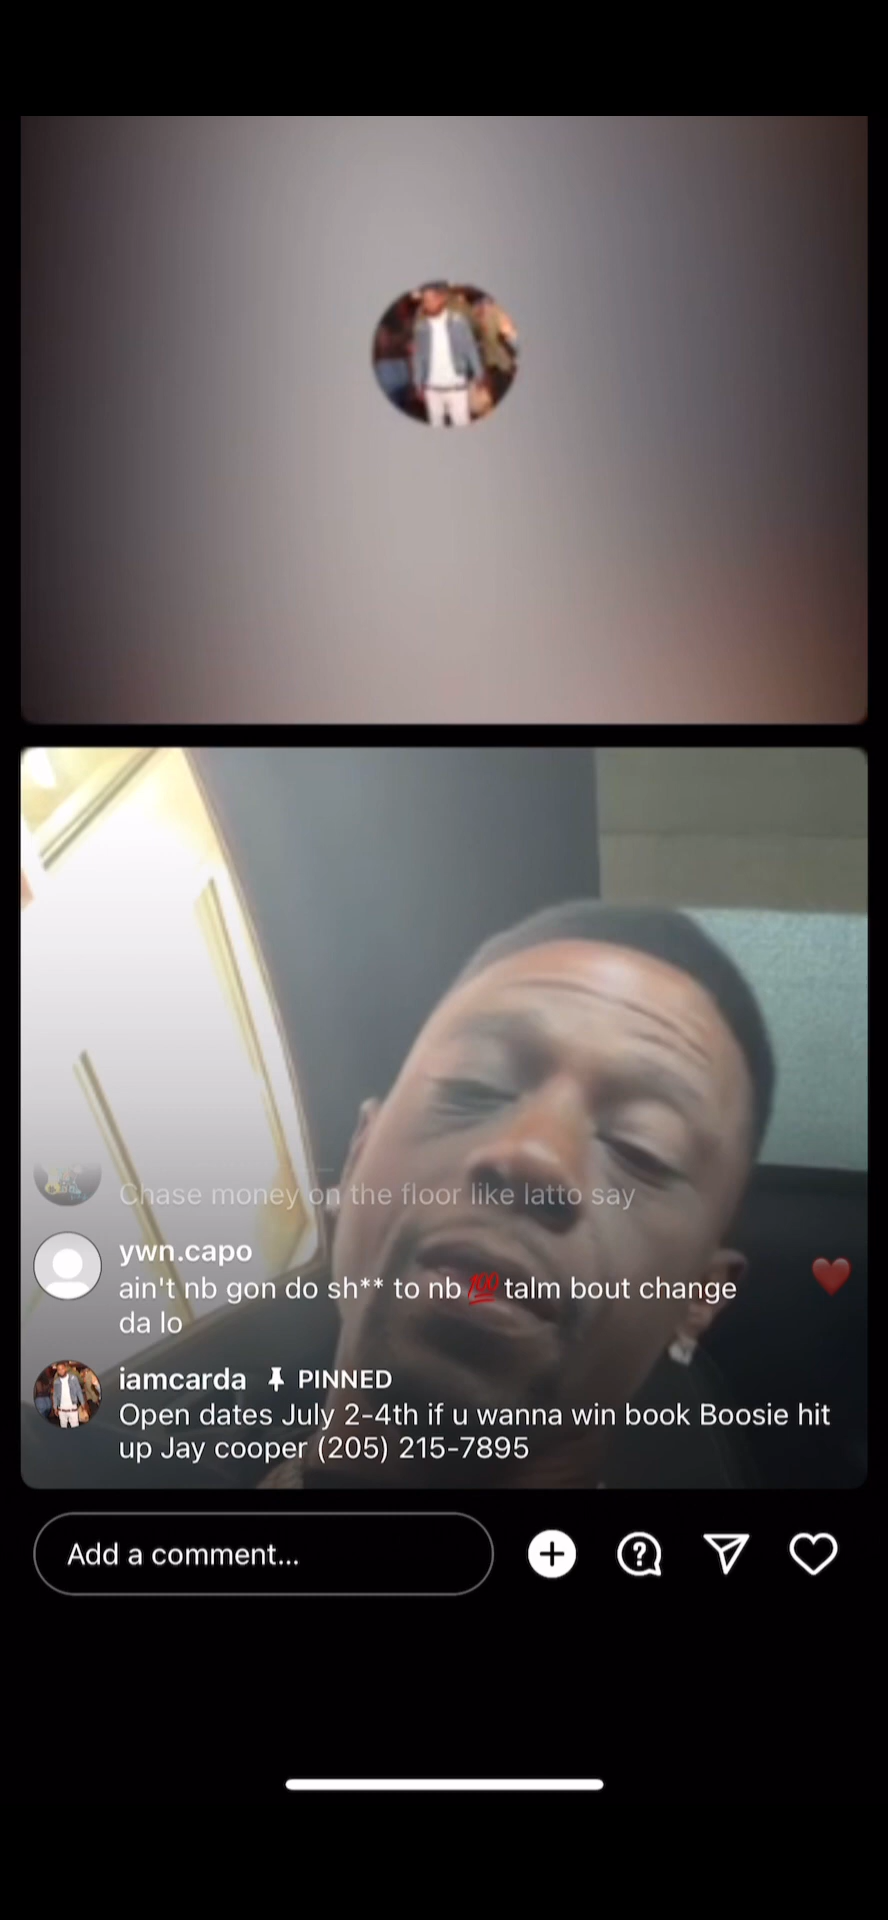 Chase money on the floor like latto say
ywn.capo
ain't nb gon do sh** to nb💯talm bout change
da lo
iamcarda 📌 PINNED
Open dates July 2-4th if u wanna win book Boosie hit
up Jay cooper (205) 215-7895
Add a comment...